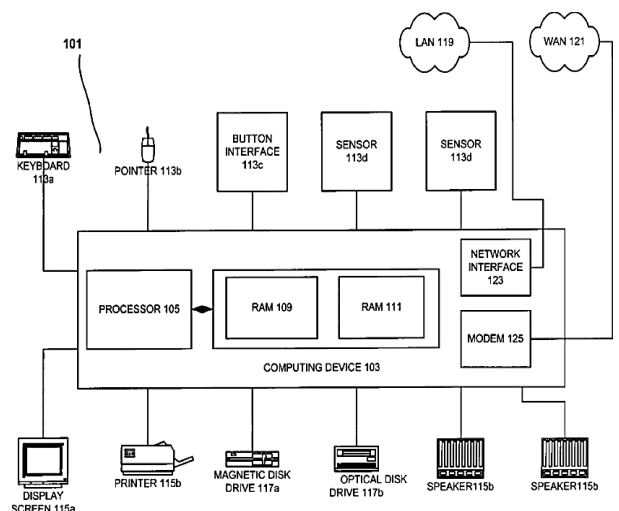 101
LAN 119
WAN 121
KEYBOARD
113a
POINTER 113b
BUTTON
INTERFACE
113c
SENSOR
113d
SENSOR
113d
NETWORK
INTERFACE
123
PROCESSOR 105
RAM 109
RAM 111
MODEM 125
COMPUTING DEVICE 103
DISPLAY
SCREEN 115a
PRINTER 115b
MAGNETIC DISK
DRIVE 117a
OPTICAL DISK
DRIVE 117b
SPEAKER115b
SPEAKER115b